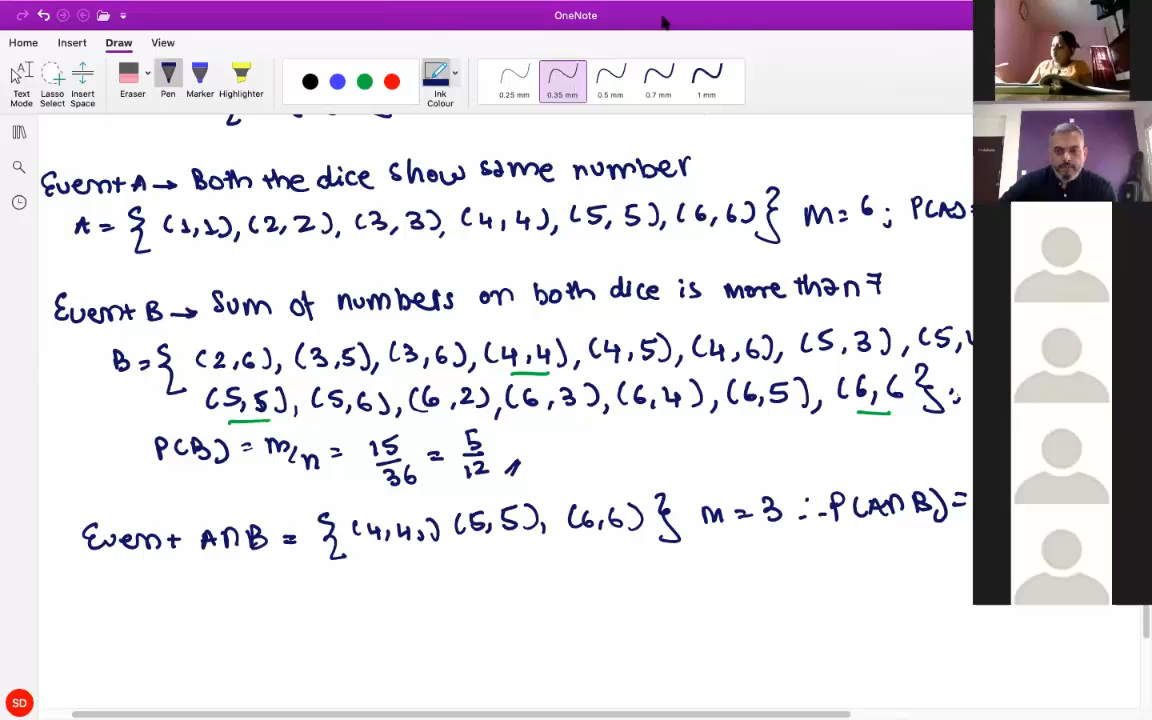 OneNote
Home Insert Draw View
Text Mode Lasso Select Insert Space Eraser Pen Marker Highlighter Ink Colour 0.25 mm 0.35 mm 0.5 mm 0.7 mm 1 mm
Event A → Both the dice show same number
A = { (1,1), (2,2), (3,3), (4,4), (5,5), (6,6) } m = 6 ; P(A) =
Event B → Sum of numbers on both dice is more than 7
B = { (2,6), (3,5), (3,6), (4,4), (4,5), (4,6), (5,3), (5,4
(5,5), (5,6), (6,2), (6,3), (6,4), (6,5), (6,6 } ;
P(B) = m/n = 15/36 = 5/12
Event A∩B = { (4,4,) (5,5), (6,6) } m = 3 ∴ P(A∩B) =
SD